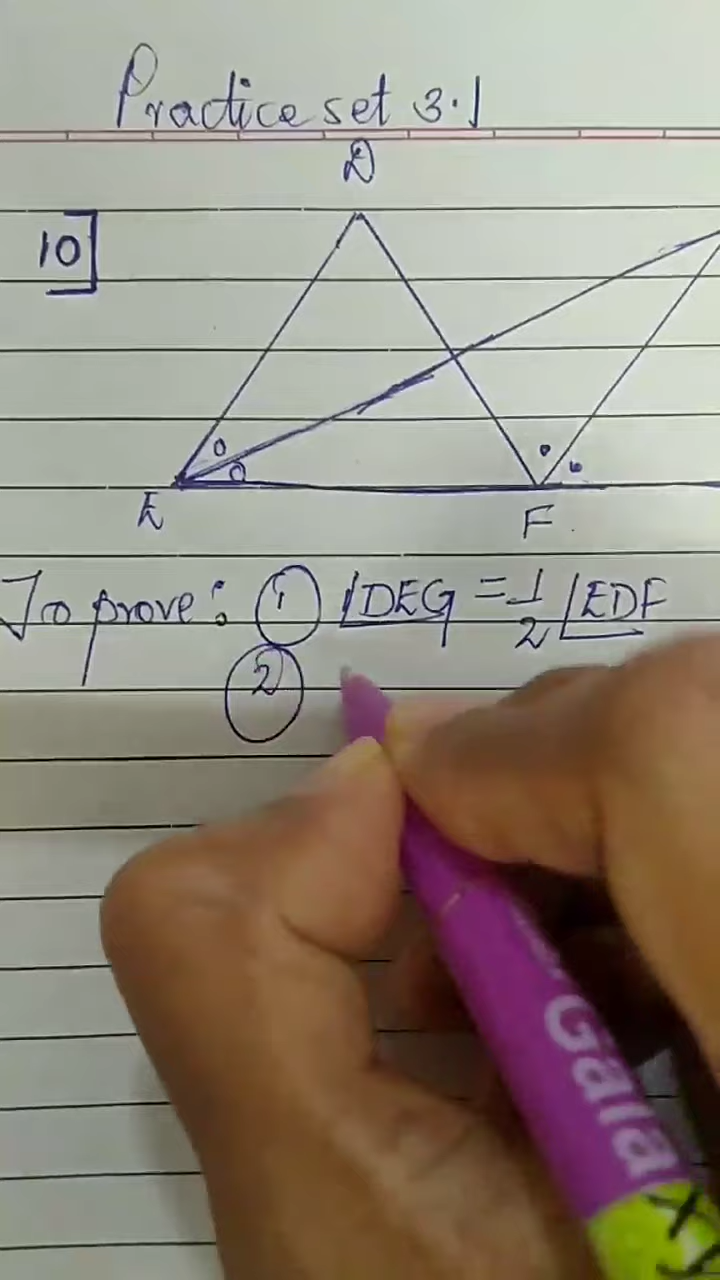 Practice set 3.1
D
10
E
F
To prove: ① ∠DEG = 1/2 ∠EDF
②
Gala